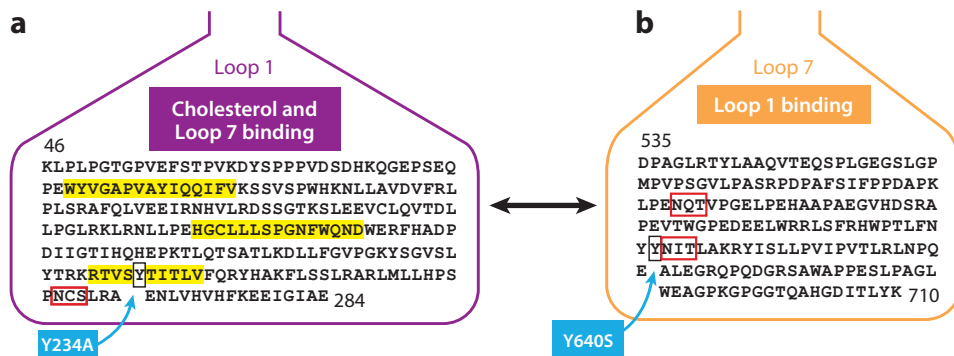 a
Loop 1
Cholesterol and
Loop 7 binding
46
KLPLPGTGPVEFSTPVKDYSPPPVDSDHKQGEPSEQ
PEWYVGAPVAYIQQIFVKSSVSPWHKNLLAVDVFRL
PLSRAFQLVEEIRNHVLRDSSGTKSLEEVCLQVTDL
LPGLRKLRNLLPEHGCLLLSPGNFWQNDWERFHADP
DIIGTIHQHEPKTLQTSATLKDLLFGVPGKYSGVSL
YTRKRTVSYTITLVFQRYHAKFLSSLRARLMLLHPS
PNCSLRA ENLVHVHFKEEIGIAE 284
Y234A
b
Loop 7
Loop 1 binding
535
DPAGLRTYLAAQVTEQSPLGEGSLGP
MPVPSGVLPASRPDPAFSIFPPDAPK
LPENQTVPGELPEHAAPAEGVHDSRA
PEVTWGPEDEELWRRLSFRHWPTLFN
YYNITLAKRYISLLPVIPVTLRLNPQ
E ALEGRQPQDGRSAWAPPESLPAGL
WEAGPKGPGGTQAHGDITLYK 710
Y640S